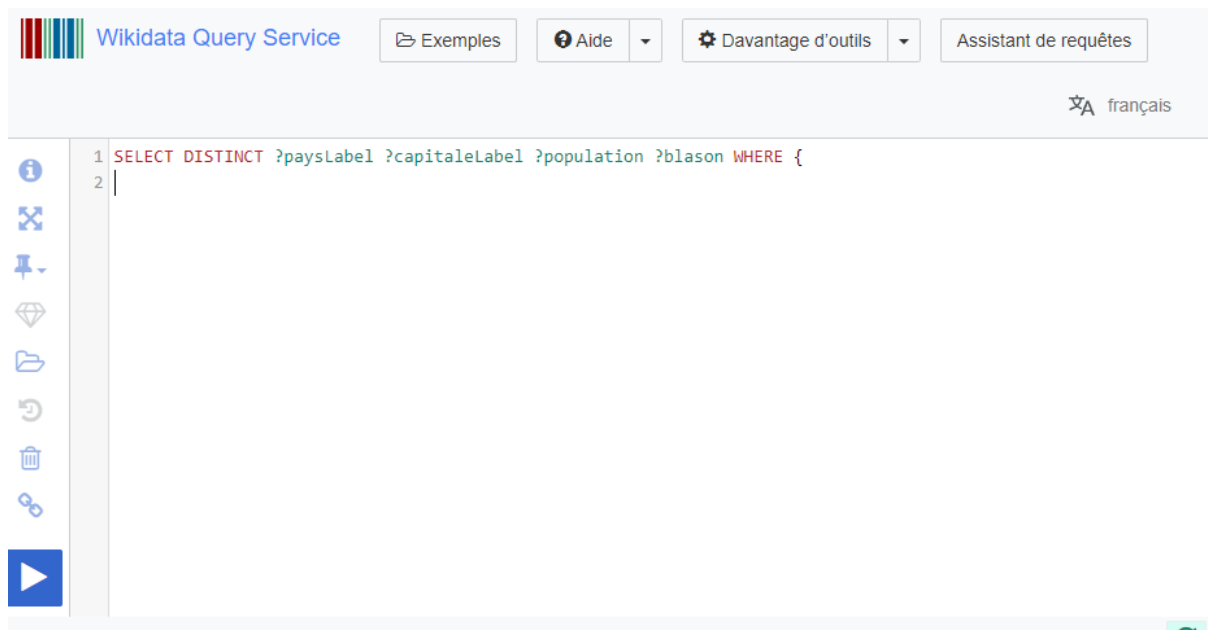 Wikidata Query Service Exemples Aide Davantage d'outils Assistant de requêtes
français
1 SELECT DISTINCT ?paysLabel ?capitaleLabel ?population ?blason WHERE {
2